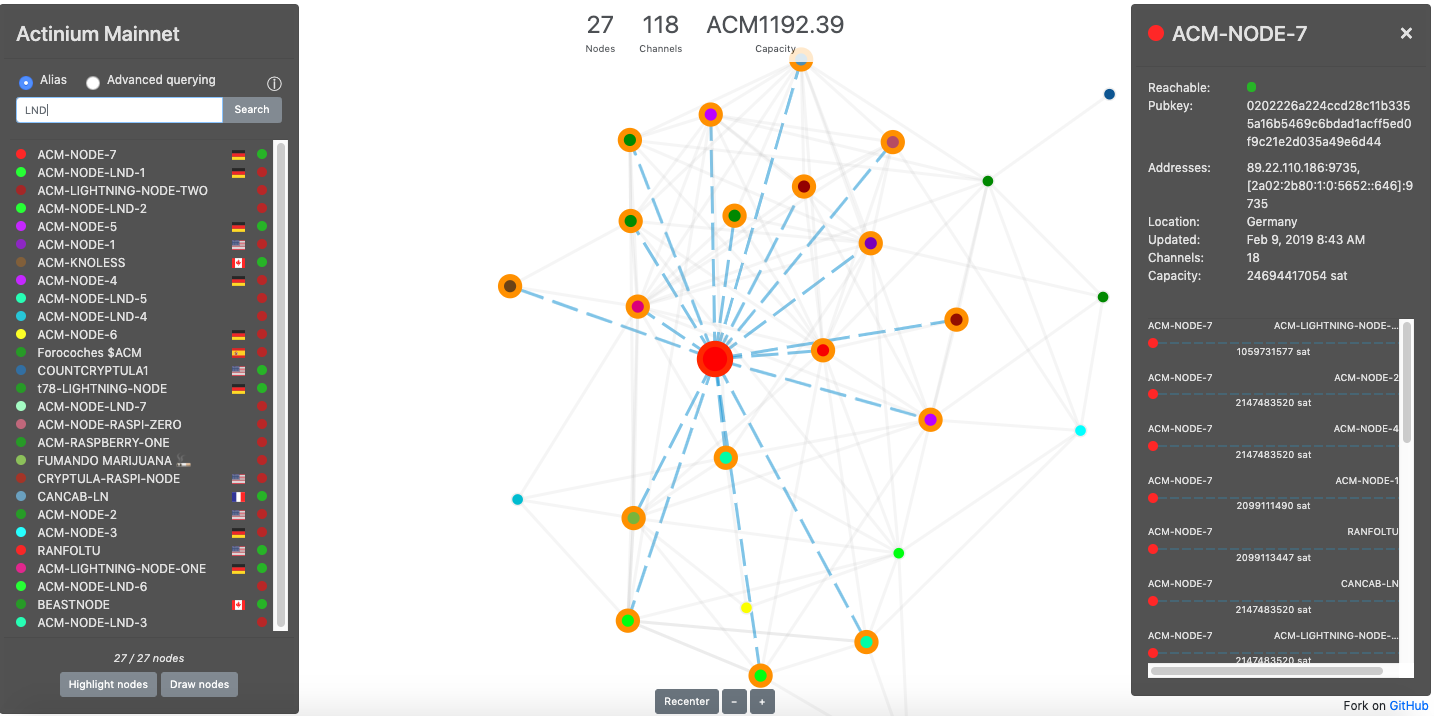 Actinium Mainnet
Alias
Advanced querying
LND
Search
ACM-NODE-7
ACM-NODE-LND-1
ACM-LIGHTNING-NODE-TWO
ACM-NODE-LND-2
ACM-NODE-5
ACM-NODE-1
ACM-KNOLESS
ACM-NODE-4
ACM-NODE-LND-5
ACM-NODE-LND-4
ACM-NODE-6
Forocoches $ACM
COUNTCRYPTULA1
t78-LIGHTNING-NODE
ACM-NODE-LND-7
ACM-NODE-RASPI-ZERO
ACM-RASPBERRY-ONE
FUMANDO MARIJUANA 🚬
CRYPTULA-RASPI-NODE
CANCAB-LN
ACM-NODE-2
ACM-NODE-3
RANFOLTU
ACM-LIGHTNING-NODE-ONE
ACM-NODE-LND-6
BEASTNODE
ACM-NODE-LND-3
27 / 27 nodes
Highlight nodes
Draw nodes
27 118 ACM1192.39
Nodes Channels Capacity
Recenter - +
ACM-NODE-7 ×
Reachable:
Pubkey: 0202226a224ccd28c11b335
5a16b5469c6bdad1acff5ed0
f9c21e2d035a49e6d44
Addresses: 89.22.110.186:9735,
[2a02:2b80:1:0:5652::646]:9
735
Location: Germany
Updated: Feb 9, 2019 8:43 AM
Channels: 18
Capacity: 24694417054 sat
ACM-NODE-7 ACM-LIGHTNING-NODE-...
1059731577 sat
ACM-NODE-7 ACM-NODE-2
2147483520 sat
ACM-NODE-7 ACM-NODE-4
2147483520 sat
ACM-NODE-7 ACM-NODE-1
2099111490 sat
ACM-NODE-7 RANFOLTU
2099113447 sat
ACM-NODE-7 CANCAB-LN
2147483520 sat
ACM-NODE-7 ACM-LIGHTNING-NODE-...
2147483520 sat
Fork on GitHub